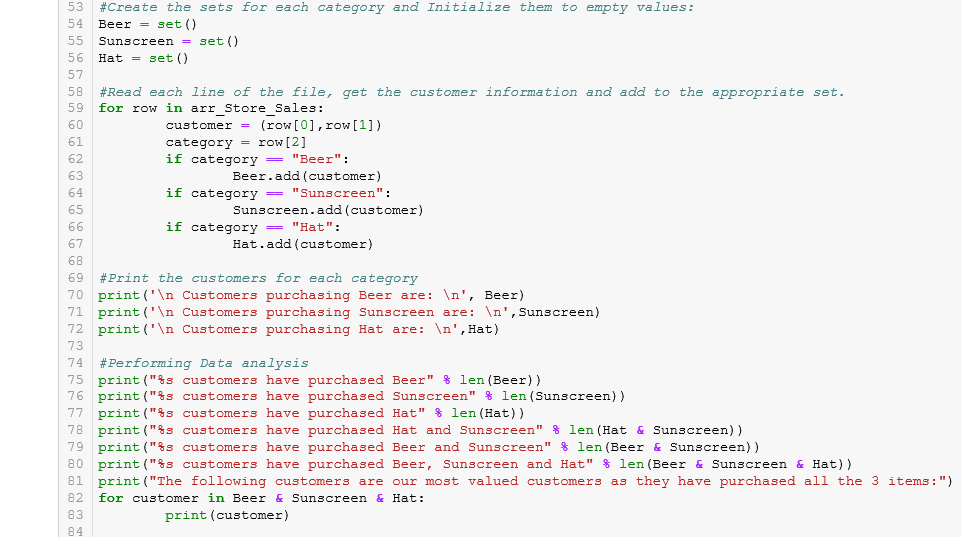 53 #Create the sets for each category and Initialize them to empty values:
54 Beer = set()
55 Sunscreen = set()
56 Hat = set()
57
58 #Read each line of the file, get the customer information and add to the appropriate set.
59 for row in arr_Store_Sales:
60         customer = (row[0],row[1])
61         category = row[2]
62         if category == "Beer":
63                 Beer.add(customer)
64         if category == "Sunscreen":
65                 Sunscreen.add(customer)
66         if category == "Hat":
67                 Hat.add(customer)
68
69 #Print the customers for each category
70 print('\n Customers purchasing Beer are: \n', Beer)
71 print('\n Customers purchasing Sunscreen are: \n',Sunscreen)
72 print('\n Customers purchasing Hat are: \n',Hat)
73
74 #Performing Data analysis
75 print("%s customers have purchased Beer" % len(Beer))
76 print("%s customers have purchased Sunscreen" % len(Sunscreen))
77 print("%s customers have purchased Hat" % len(Hat))
78 print("%s customers have purchased Hat and Sunscreen" % len(Hat & Sunscreen))
79 print("%s customers have purchased Beer and Sunscreen" % len(Beer & Sunscreen))
80 print("%s customers have purchased Beer, Sunscreen and Hat" % len(Beer & Sunscreen & Hat))
81 print("The following customers are our most valued customers as they have purchased all the 3 items:")
82 for customer in Beer & Sunscreen & Hat:
83         print(customer)
84